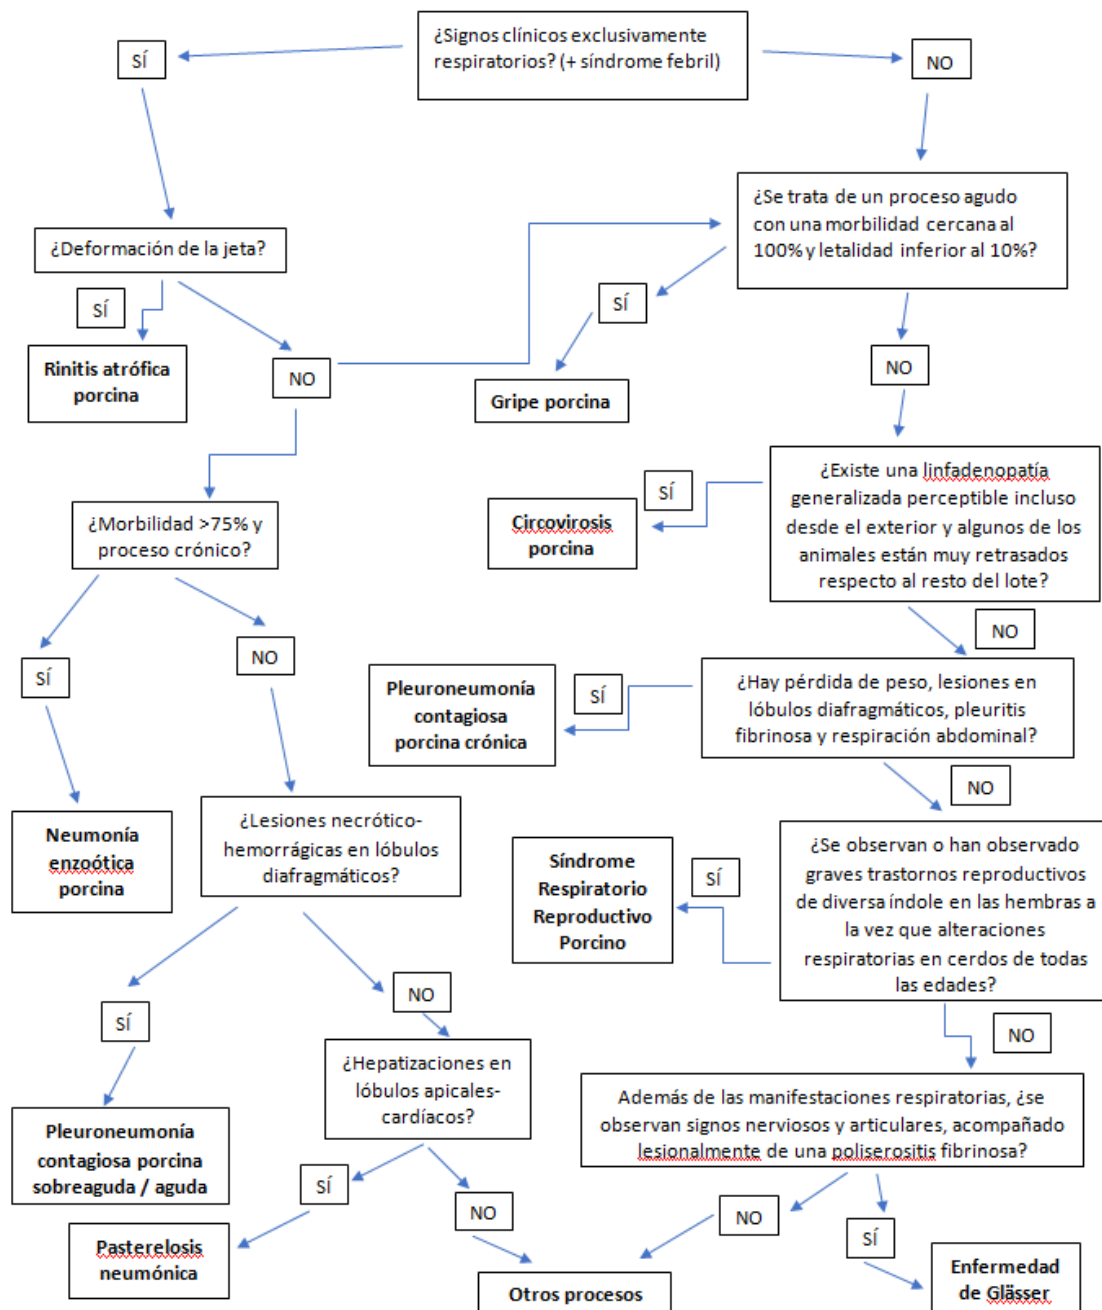 ¿Signos clínicos exclusivamente
respiratorios? (+ síndrome febril)
SÍ
NO
¿Se trata de un proceso agudo
con una morbilidad cercana al
100% y letalidad inferior al 10%?
¿Deformación de la jeta?
SÍ
SÍ
Rinitis atrófica
porcina
NO
NO
Gripe porcina
¿Existe una linfadenopatía
generalizada perceptible incluso
desde el exterior y algunos de los
animales están muy retrasados
respecto al resto del lote?
SÍ
Circovirosis
porcina
¿Morbilidad >75% y
proceso crónico?
NO
NO
SÍ
Pleuroneumonía
contagiosa
porcina crónica
SÍ
¿Hay pérdida de peso, lesiones en
lóbulos diafragmáticos, pleuritis
fibrinosa y respiración abdominal?
NO
Neumonía
enzoótica
porcina
¿Lesiones necrótico-
hemorrágicas en lóbulos
diafragmáticos?
Síndrome
Respiratorio
Reproductivo
Porcino
SÍ
¿Se observan o han observado
graves trastornos reproductivos
de diversa índole en las hembras a
la vez que alteraciones
respiratorias en cerdos de todas
las edades?
NO
SÍ
NO
¿Hepatizaciones en
lóbulos apicales-
cardíacos?
Además de las manifestaciones respiratorias, ¿se
observan signos nerviosos y articulares, acompañado
lesionalmente de una poliserositis fibrinosa?
Pleuroneumonía
contagiosa porcina
sobreaguda / aguda
SÍ
NO
NO
SÍ
Pasterelosis
neumónica
Otros procesos
Enfermedad
de Glässer